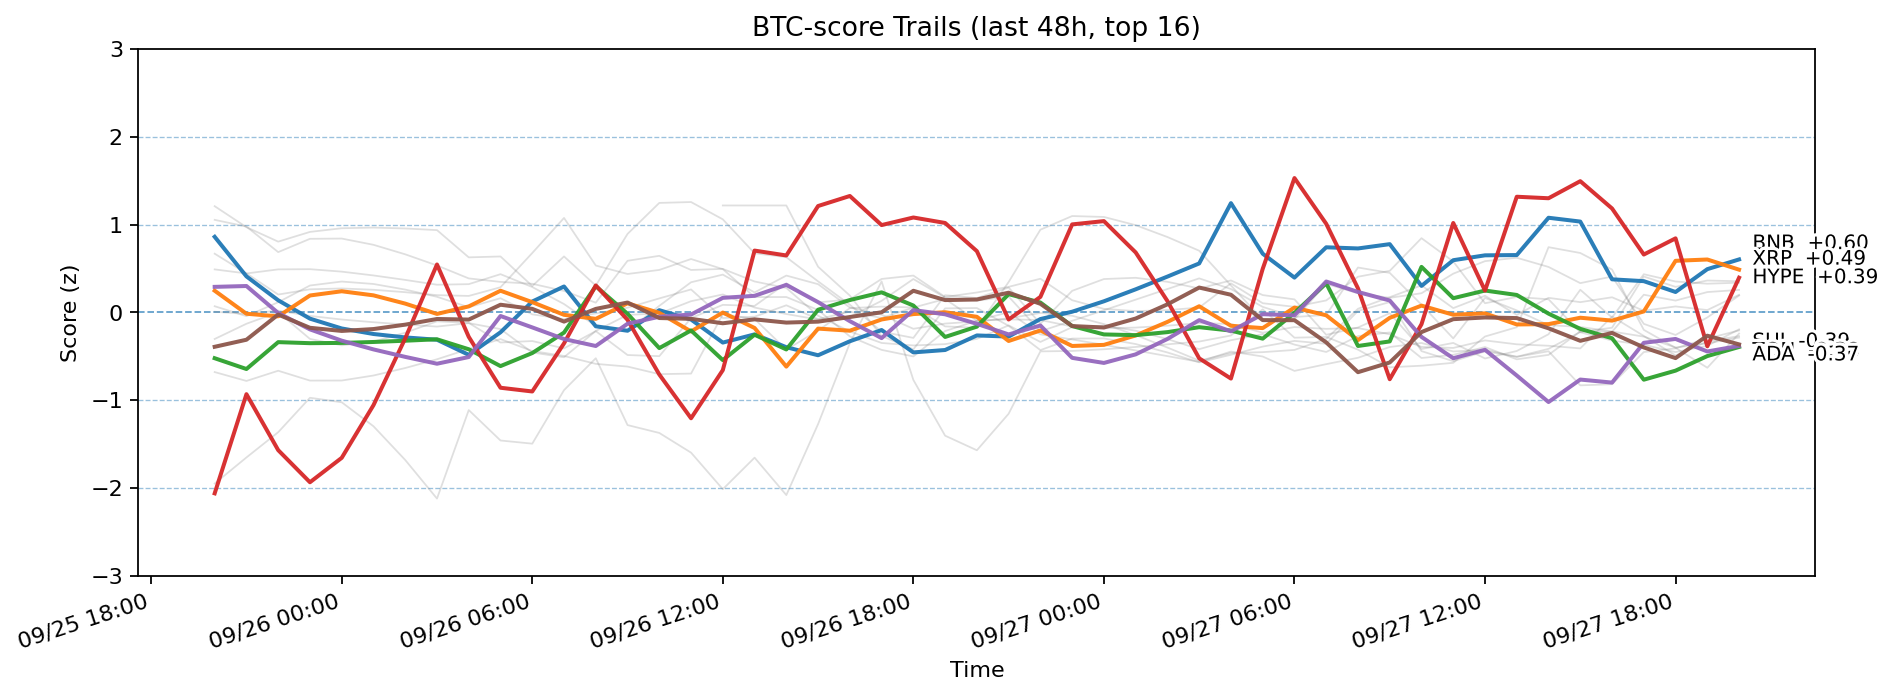 BTC-score Trails (last 48h, top 16)
Score (z)
3
2
1
0
−1
−2
−3
BNB +0.60
XRP +0.49
HYPE +0.39
-0.39
ADA -0.37
09/25 18:00
09/26 00:00
09/26 06:00
09/26 12:00
09/26 18:00
09/27 00:00
09/27 06:00
09/27 12:00
09/27 18:00
Time